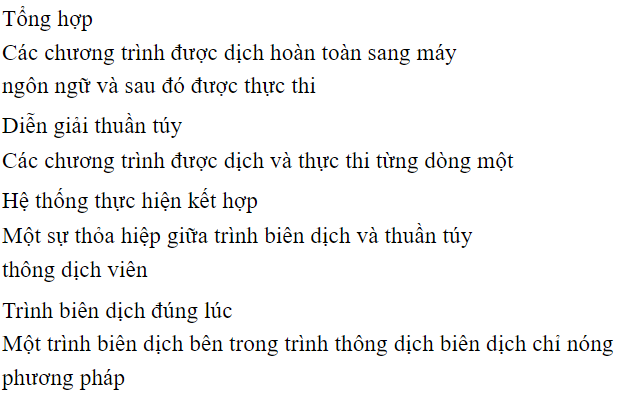 Tổng hợp
Các chương trình được dịch hoàn toàn sang máy
ngôn ngữ và sau đó được thực thi
Diễn giải thuần túy
Các chương trình được dịch và thực thi từng dòng một
Hệ thống thực hiện kết hợp
Một sự thỏa hiệp giữa trình biên dịch và thuần túy
thông dịch viên
Trình biên dịch đúng lúc
Một trình biên dịch bên trong trình thông dịch biên dịch chỉ nóng
phương pháp